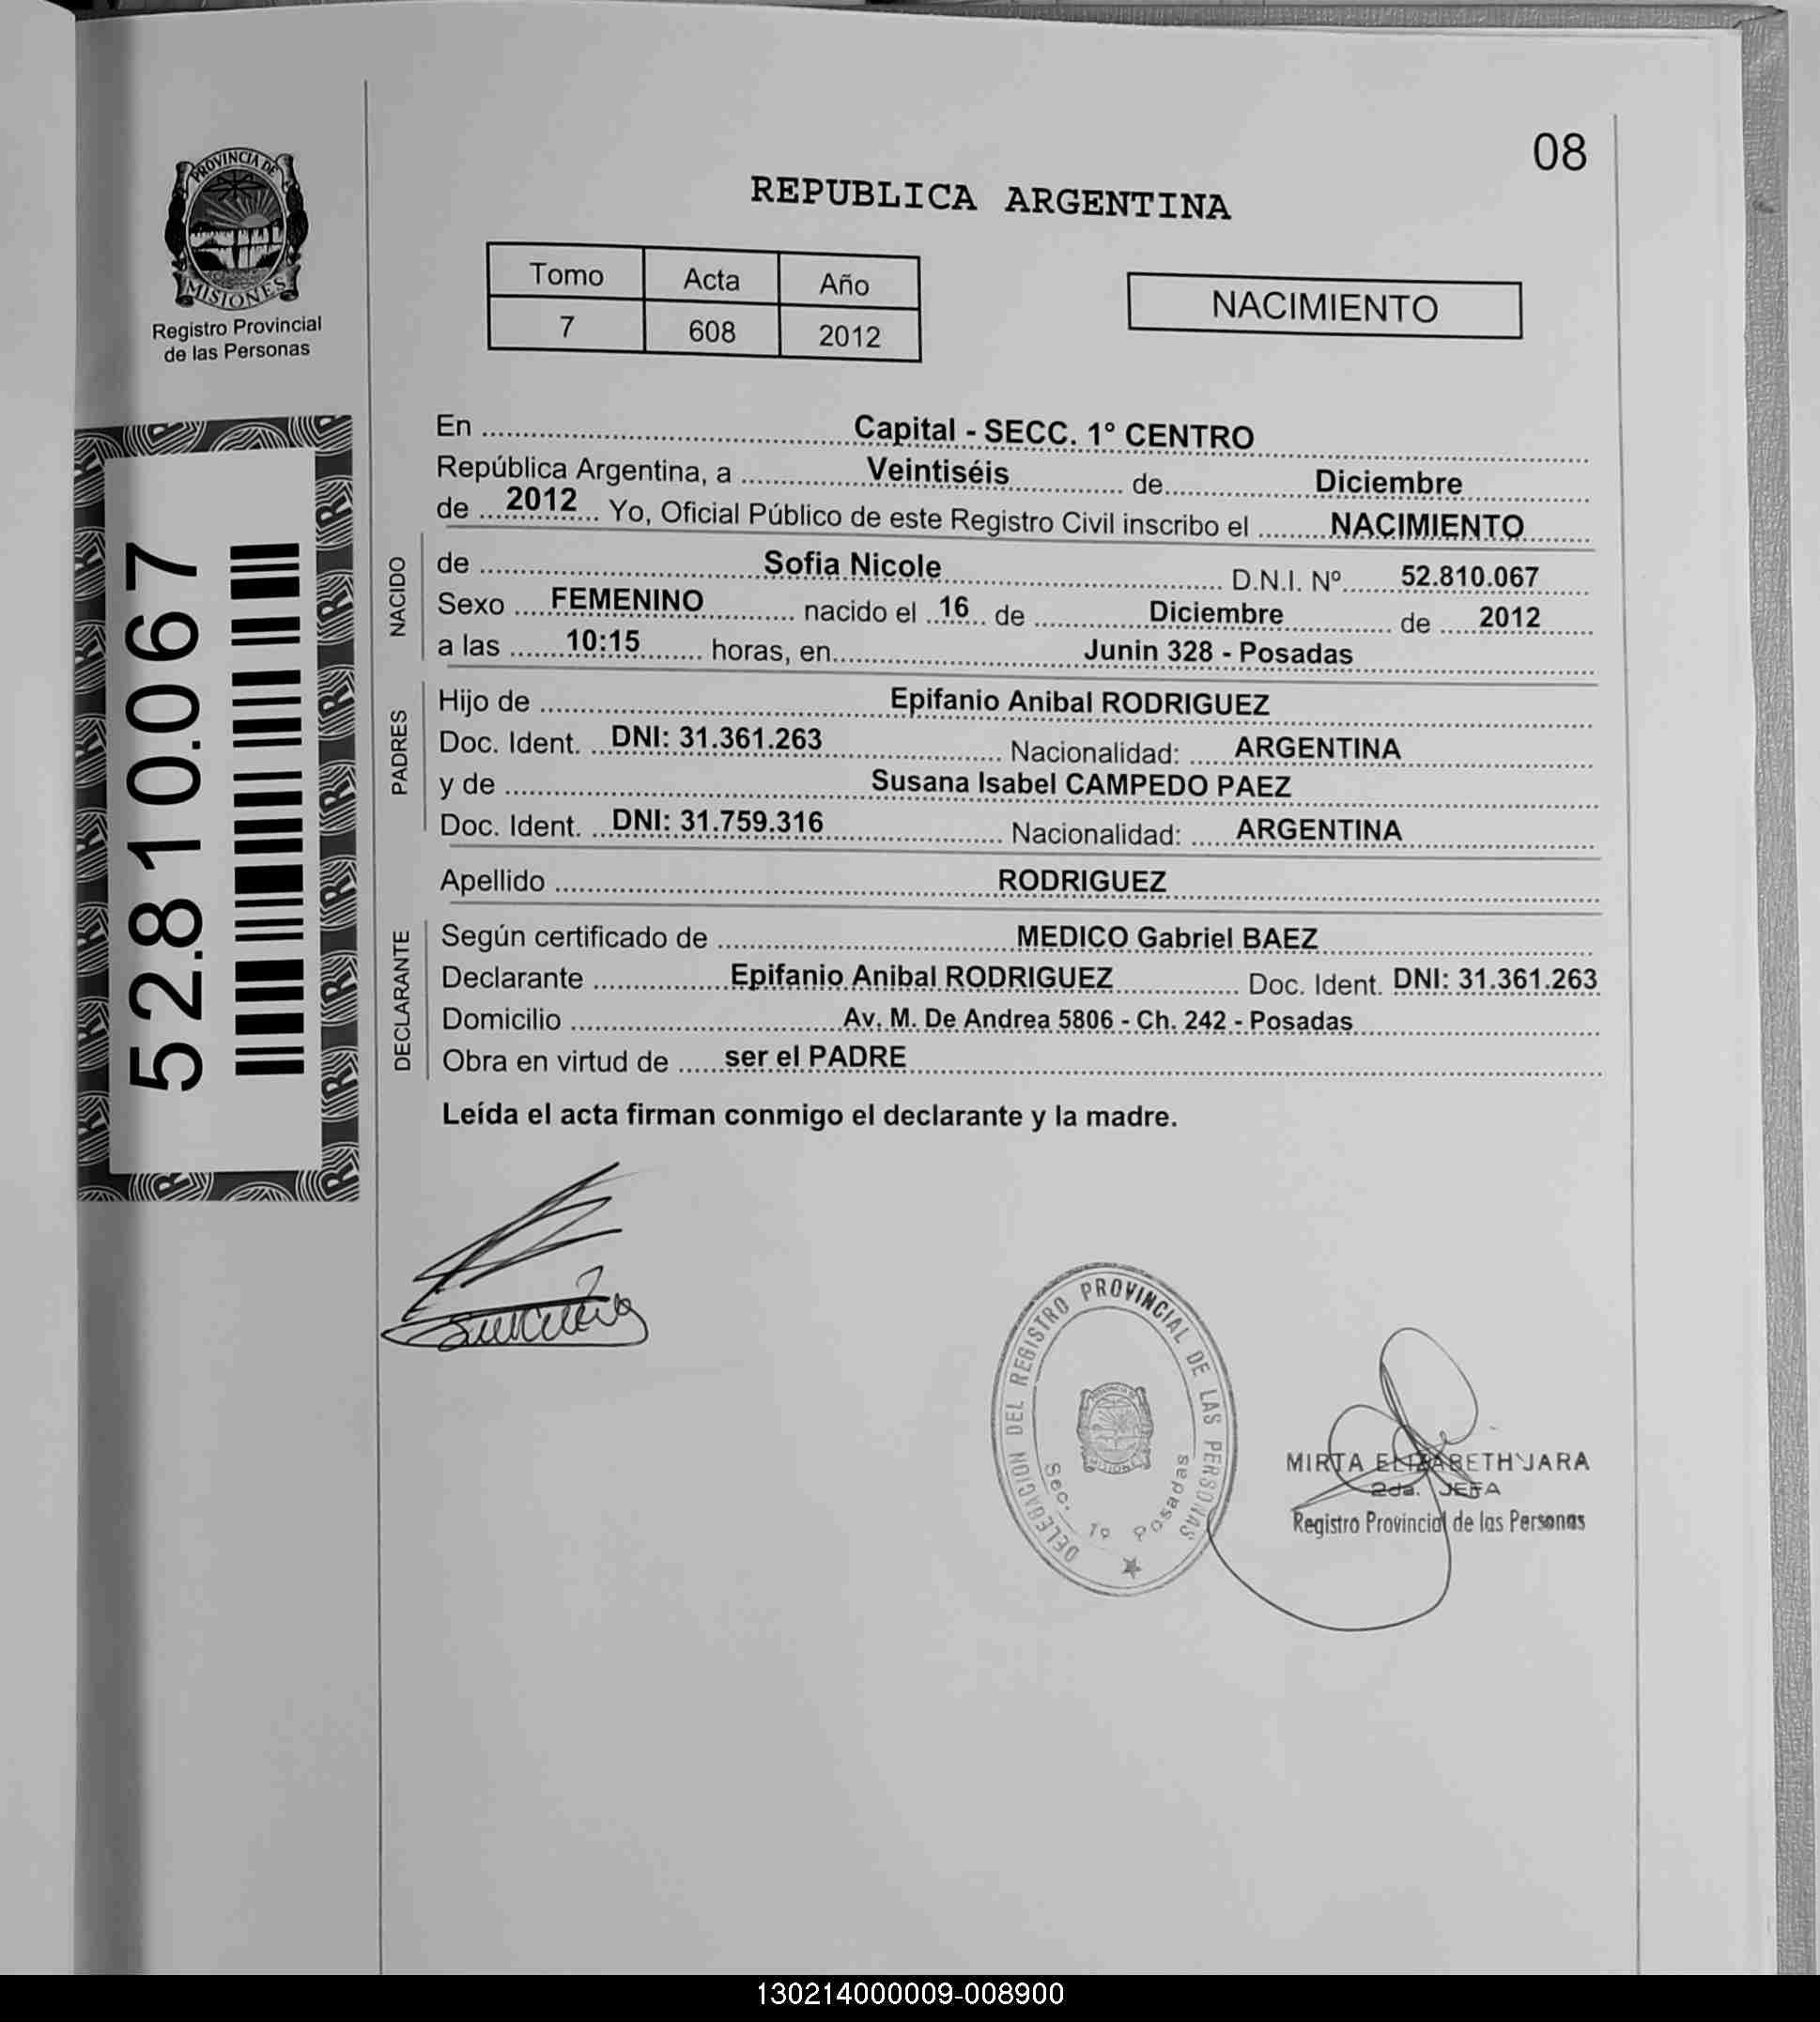 08
PROVINCIA DE
MISIONES
Registro Provincial
de las Personas
REPUBLICA ARGENTINA
Tomo Acta Año
7 608 2012
NACIMIENTO
52.810.067
En Capital - SECC. 1° CENTRO
República Argentina, a Veintiséis de Diciembre
de 2012 Yo, Oficial Público de este Registro Civil inscribo el NACIMIENTO
NACIDO
de Sofia Nicole D.N.I. Nº 52.810.067
Sexo FEMENINO nacido el 16 de Diciembre de 2012
a las 10:15 horas, en Junin 328 - Posadas
PADRES
Hijo de Epifanio Anibal RODRIGUEZ
Doc. Ident. DNI: 31.361.263 Nacionalidad: ARGENTINA
y de Susana Isabel CAMPEDO PAEZ
Doc. Ident. DNI: 31.759.316 Nacionalidad: ARGENTINA
Apellido RODRIGUEZ
DECLARANTE
Según certificado de MEDICO Gabriel BAEZ
Declarante Epifanio Anibal RODRIGUEZ Doc. Ident. DNI: 31.361.263
Domicilio Av. M. De Andrea 5806 - Ch. 242 - Posadas
Obra en virtud de ser el PADRE
Leída el acta firman conmigo el declarante y la madre.
DELEGACION DEL REGISTRO PROVINCIAL DE LAS PERSONAS
Sec. 1º Posadas
MIRTA ELIZABETH JARA
2da. JEFA
Registro Provincial de las Personas
130214000009-008900